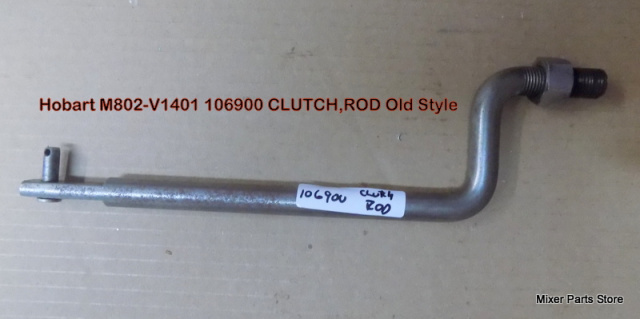 Hobart M802-V1401 106900 CLUTCH,ROD Old Style
106900 CLUTCH
ROD
Mixer Parts Store